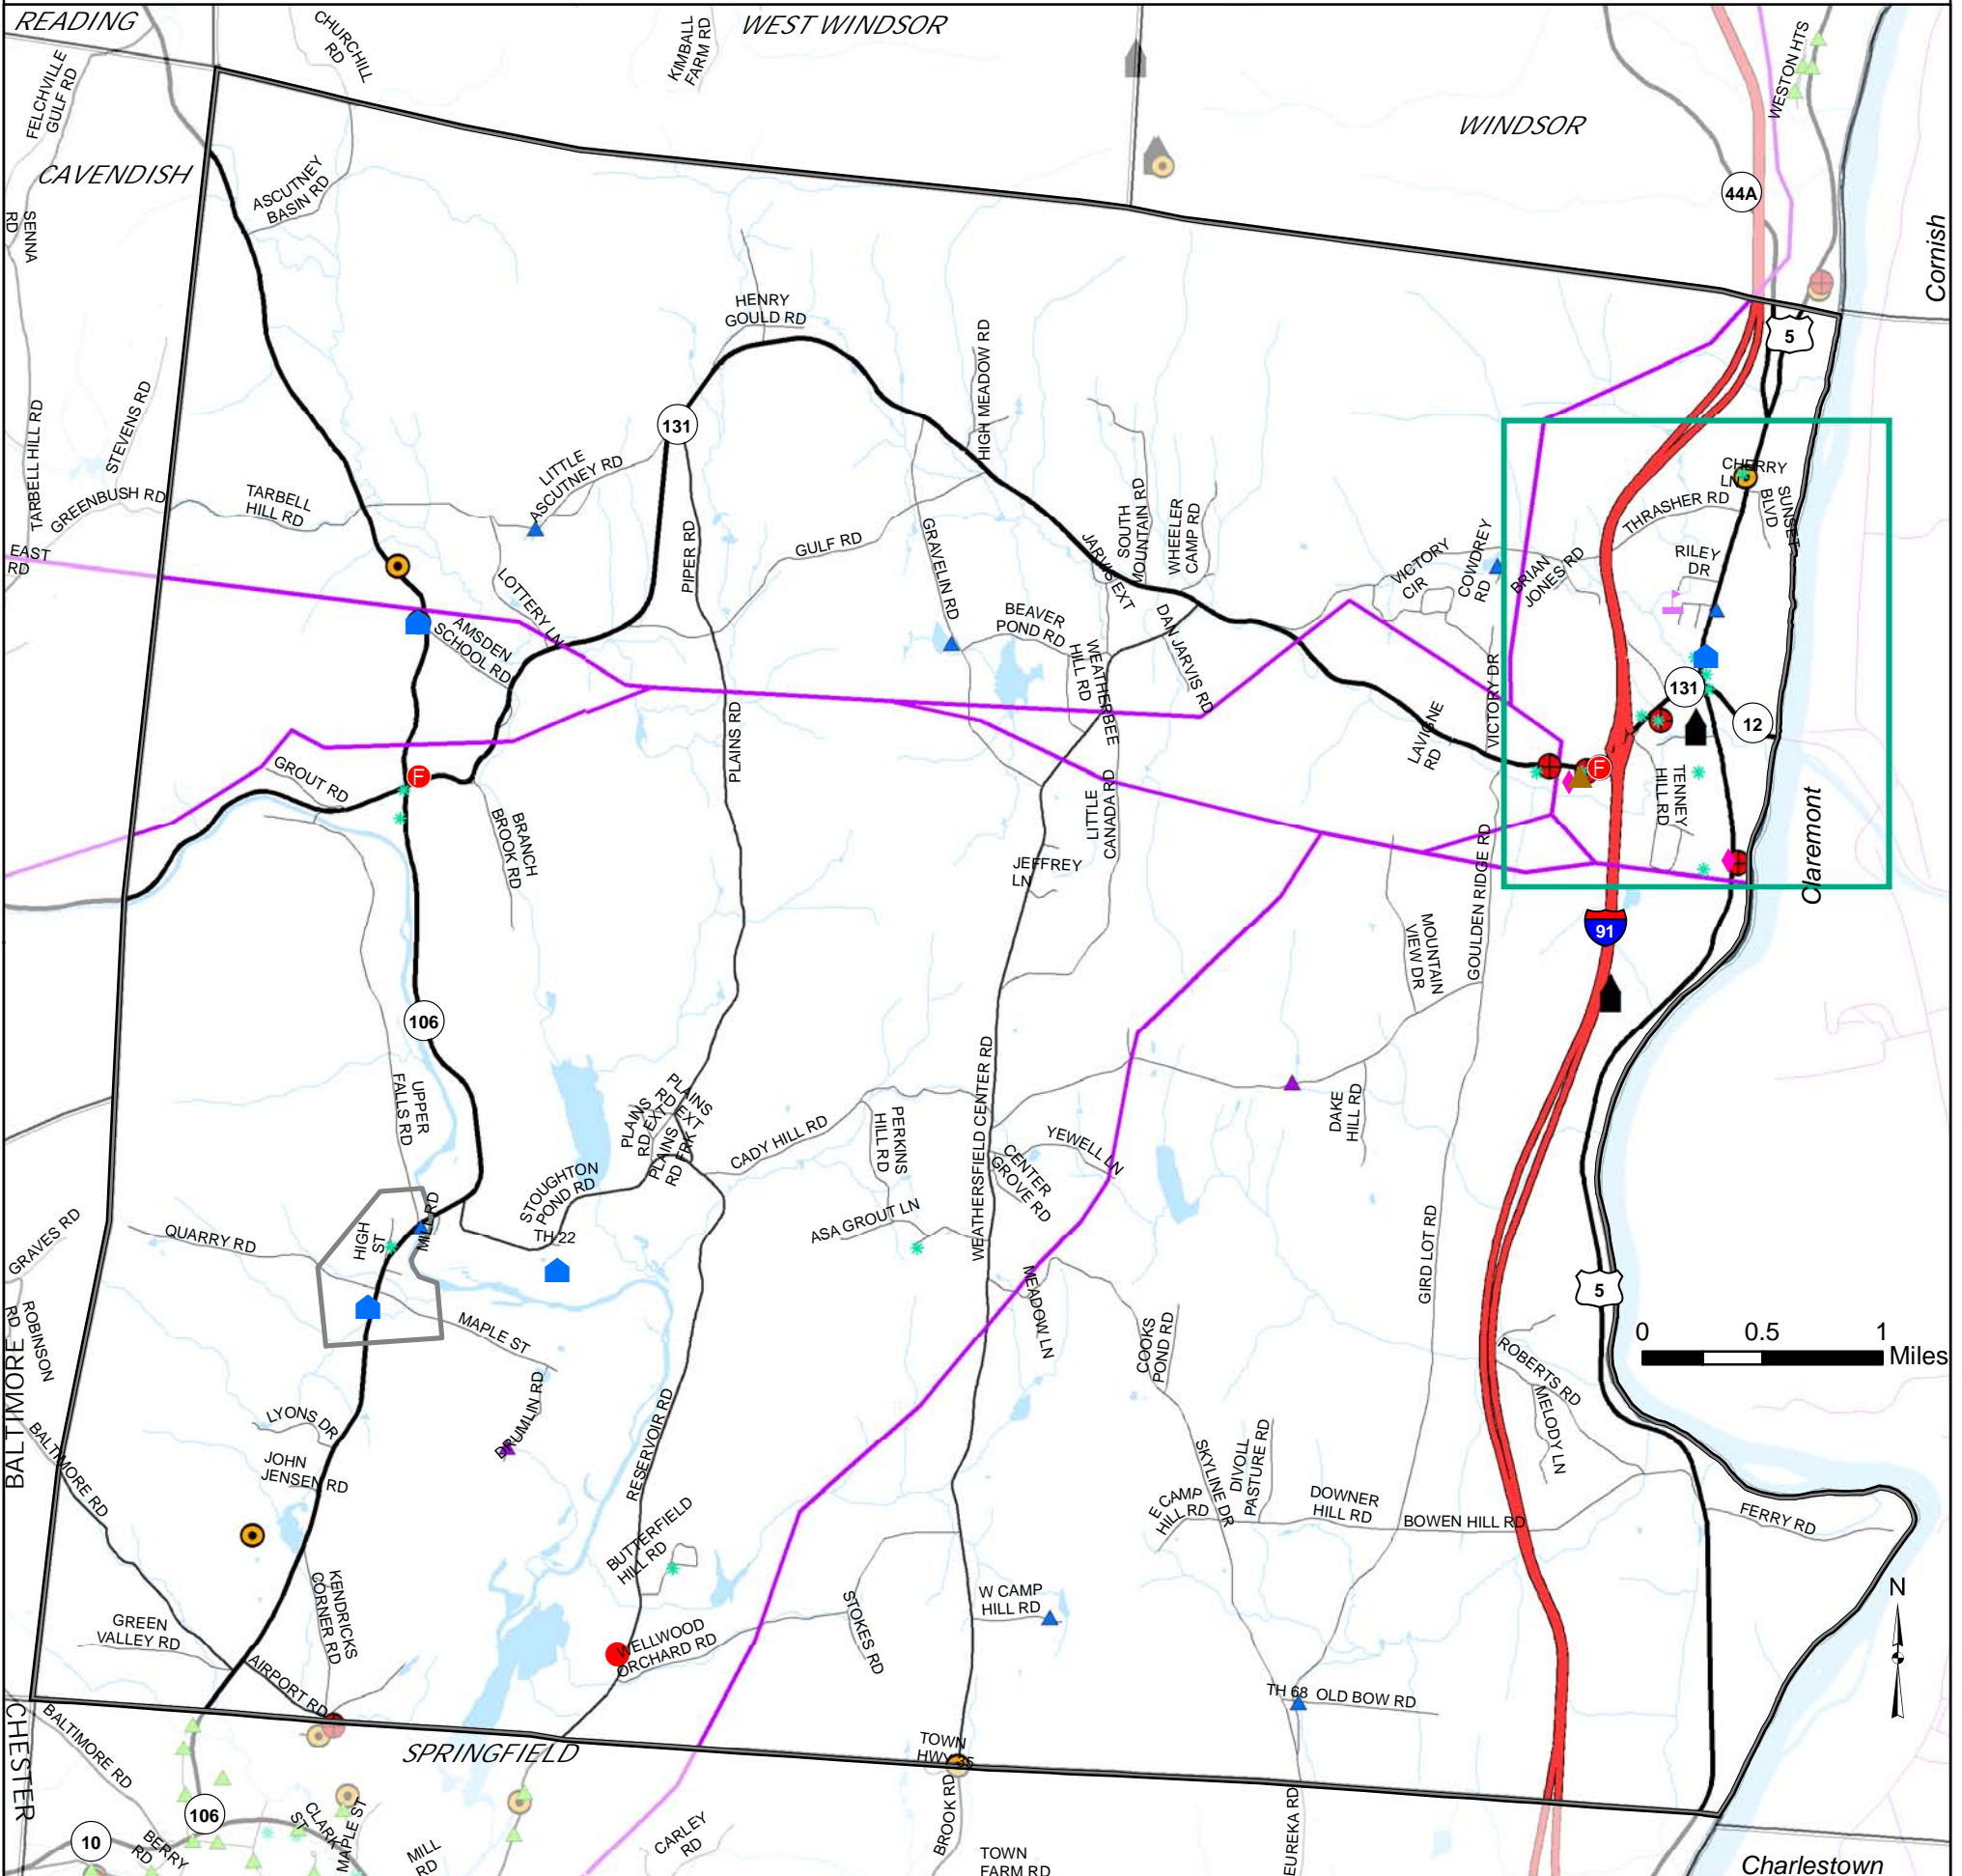 READING
CHURCHILL
RD
KIMBALL
FARM RD
WEST WINDSOR
WESTON HTS
FELCHVILLE
GULF RD
WINDSOR
CAVENDISH
ASCUTNEY
BASIN RD
44A
SENNA
RD
Cornish
HENRY
GOULD RD
5
HIGH MEADOW RD
STEVENS RD
TARBELL HILL RD
131
LITTLE
ASCUTNEY RD
CHERRY
LN
SUNSET
BLVD
GREENBUSH RD
TARBELL
HILL RD
THRASHER RD
SOUTH
MOUNTAIN RD
WHEELER
CAMP RD
EAST
RD
PIPER RD
GULF RD
GRAVELIN RD
JARVIS EXT
VICTORY
CIR
COWDREY
RD
BRIAN
JONES RD
RILEY
DR
LOTTERY LN
AMSDEN
SCHOOL RD
BEAVER
POND RD
DAN JARVIS RD
WEATHERBEE
HILL RD
VICTORY DR
131
12
PLAINS RD
LAVIGNE
RD
F
F
GROUT RD
TENNEY
HILL RD
BRANCH
BROOK RD
LITTLE
CANADA RD
JEFFREY
LN
GOULDEN RIDGE RD
Claremont
MOUNTAIN
VIEW DR
91
106
UPPER
FALLS RD
PLAINS
RD EXT
PLAINS
RD EXT
PLAINS
RD FRK
CADY HILL RD
PERKINS
HILL RD
WEATHERSFIELD CENTER RD
YEWELL LN
CENTER
GROVE RD
DAKE
HILL RD
STOUGHTON
POND RD
TH 22
MILL RD
HIGH
ST
QUARRY RD
GRAVES RD
ASA GROUT LN
GIRD LOT RD
MEADOW LN
5
0 0.5 1
Miles
ROBINSON
RD
BALTIMORE
MAPLE ST
COOKS
POND RD
ROBERTS RD
MELODY LN
DRUMLIN RD
LYONS DR
BALTIMORE RD
JOHN
JENSEN RD
RESERVOIR RD
SKYLINE DR
DIVOLL
PASTURE RD
E CAMP
HILL RD
DOWNER
HILL RD
BOWEN HILL RD
FERRY RD
BUTTERFIELD
HILL RD
KENDRICKS
CORNER RD
GREEN
VALLEY RD
W CAMP
HILL RD
STOKES RD
WELLWOOD
ORCHARD RD
N
AIRPORT RD
TH 68 OLD BOW RD
CHESTER
BALTIMORE RD
SPRINGFIELD
TOWN
HWY 35
BROOK RD
EUREKA RD
106
10
BERRY
RD
CLARK
ST
MAPLE ST
MILL
RD
CARLEY
RD
TOWN
FARM RD
Charlestown